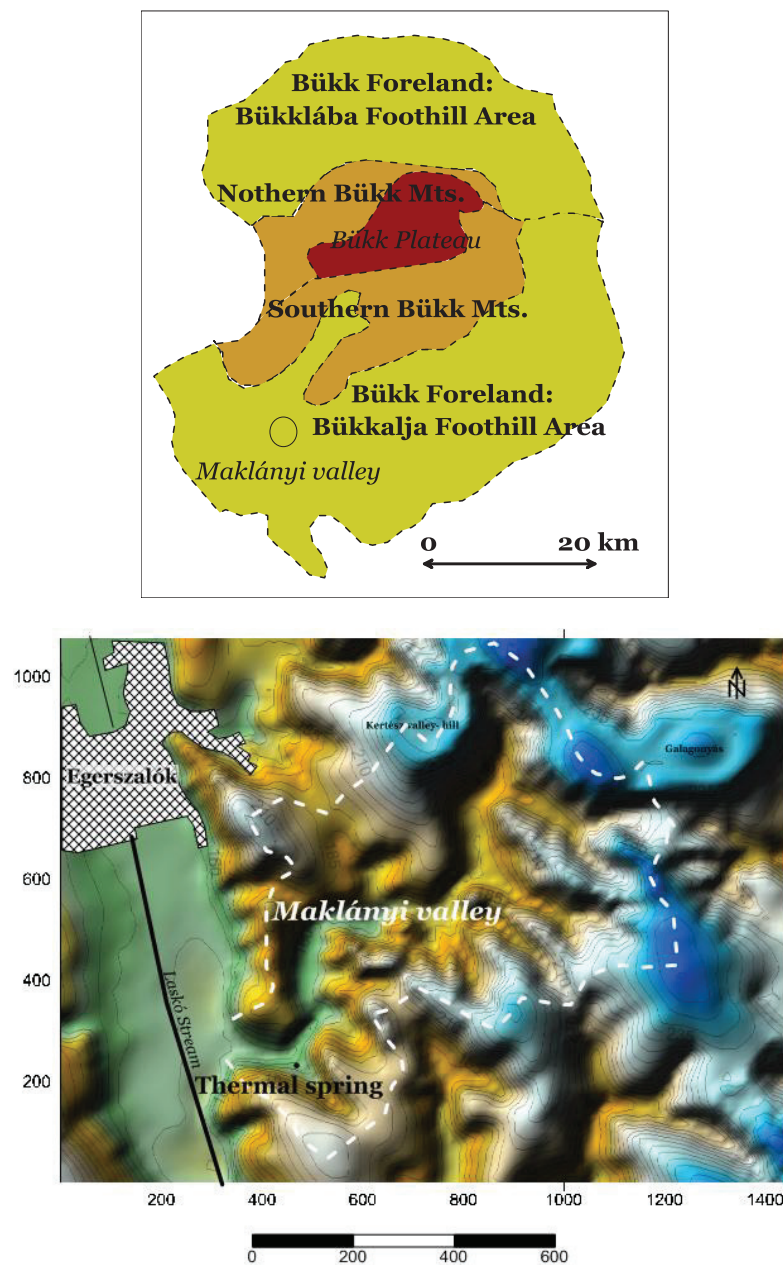 Bükk Foreland:
Bükklába Foothill Area
Nothern Bükk Mts.
Bükk Plateau
Southern Bükk Mts.
Bükk Foreland:
Bükkalja Foothill Area
Maklányi valley
0 20 km
1000
800
600
400
200
N
Kertész valley- hill
Galagonyás
Egerszalók
Maklányi valley
Laskó Stream
Thermal spring
200 400 600 800 1000 1200 1400
0 200 400 600